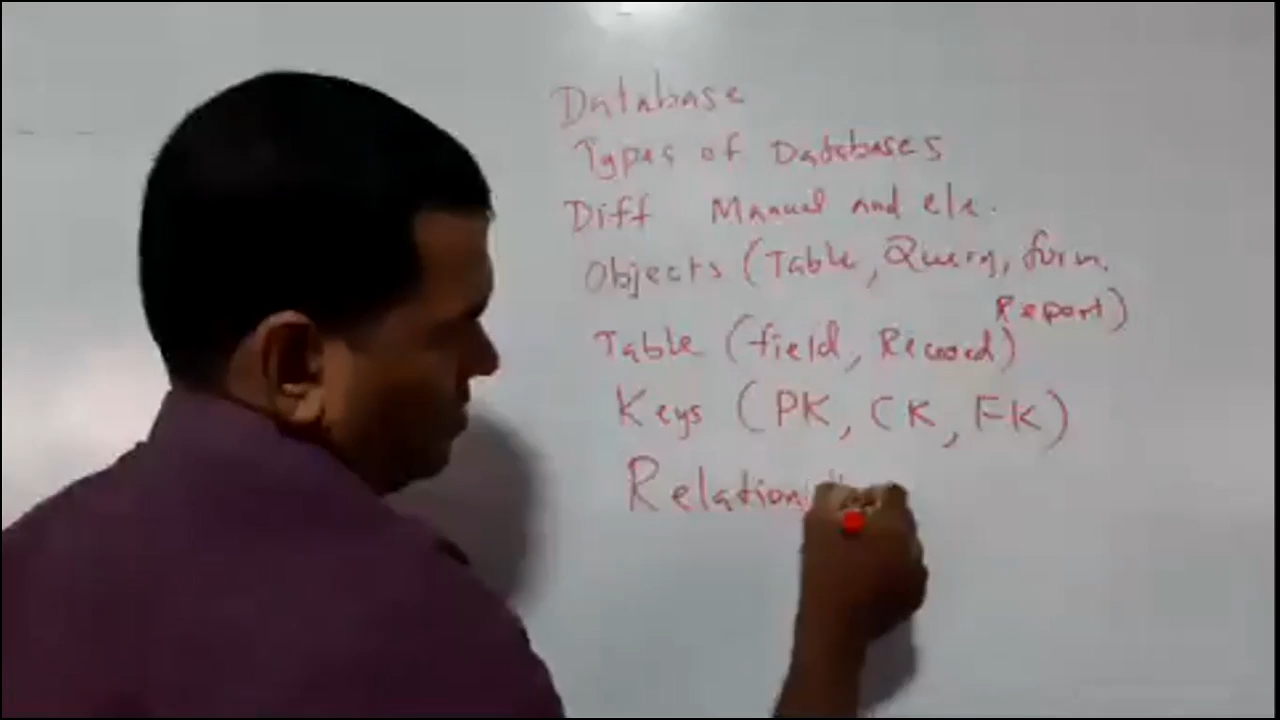 Database
Types of Databases
Diff Manual and ele.
Objects (Table, Query, form.
Report)
Table (field, Record)
Keys (PK, CK, FK)
Relation